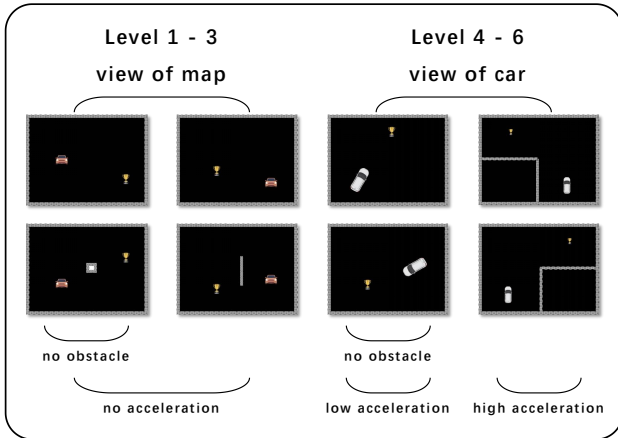 Level 1 - 3
view of map
Level 4 - 6
view of car
no obstacle
no obstacle
no acceleration
low acceleration
high acceleration